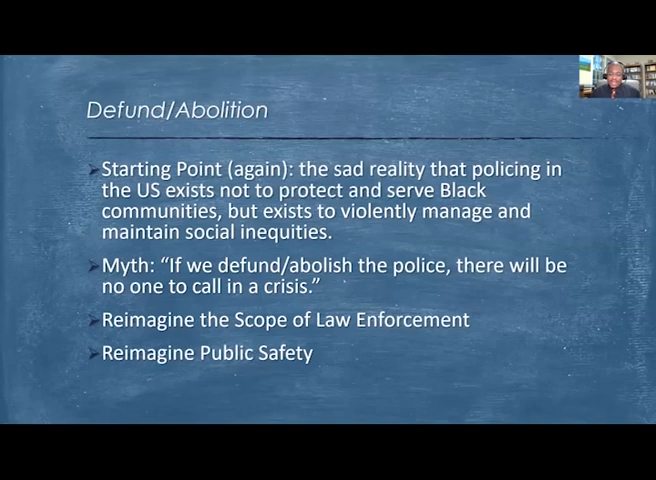 Defund/Abolition
Starting Point (again): the sad reality that policing in
the US exists not to protect and serve Black
communities, but exists to violently manage and
maintain social inequities.
Myth: “If we defund/abolish the police, there will be
no one to call in a crisis.”
Reimagine the Scope of Law Enforcement
Reimagine Public Safety